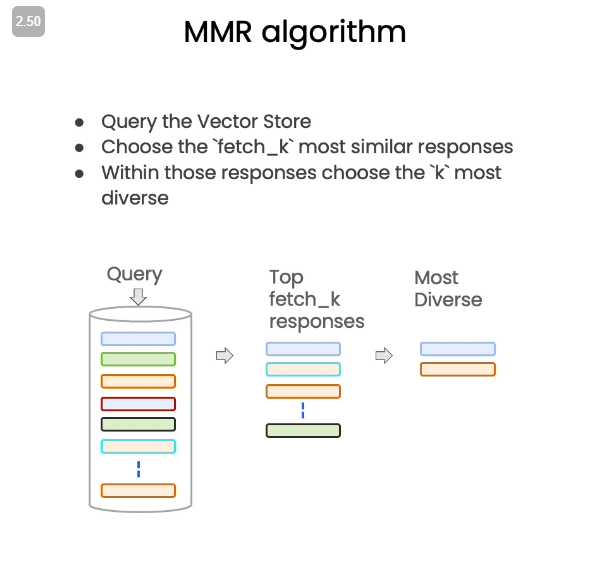 2.50
MMR algorithm
● Query the Vector Store
● Choose the `fetch_k` most similar responses
● Within those responses choose the `k` most
diverse
Query
Top
fetch_k
responses
Most
Diverse